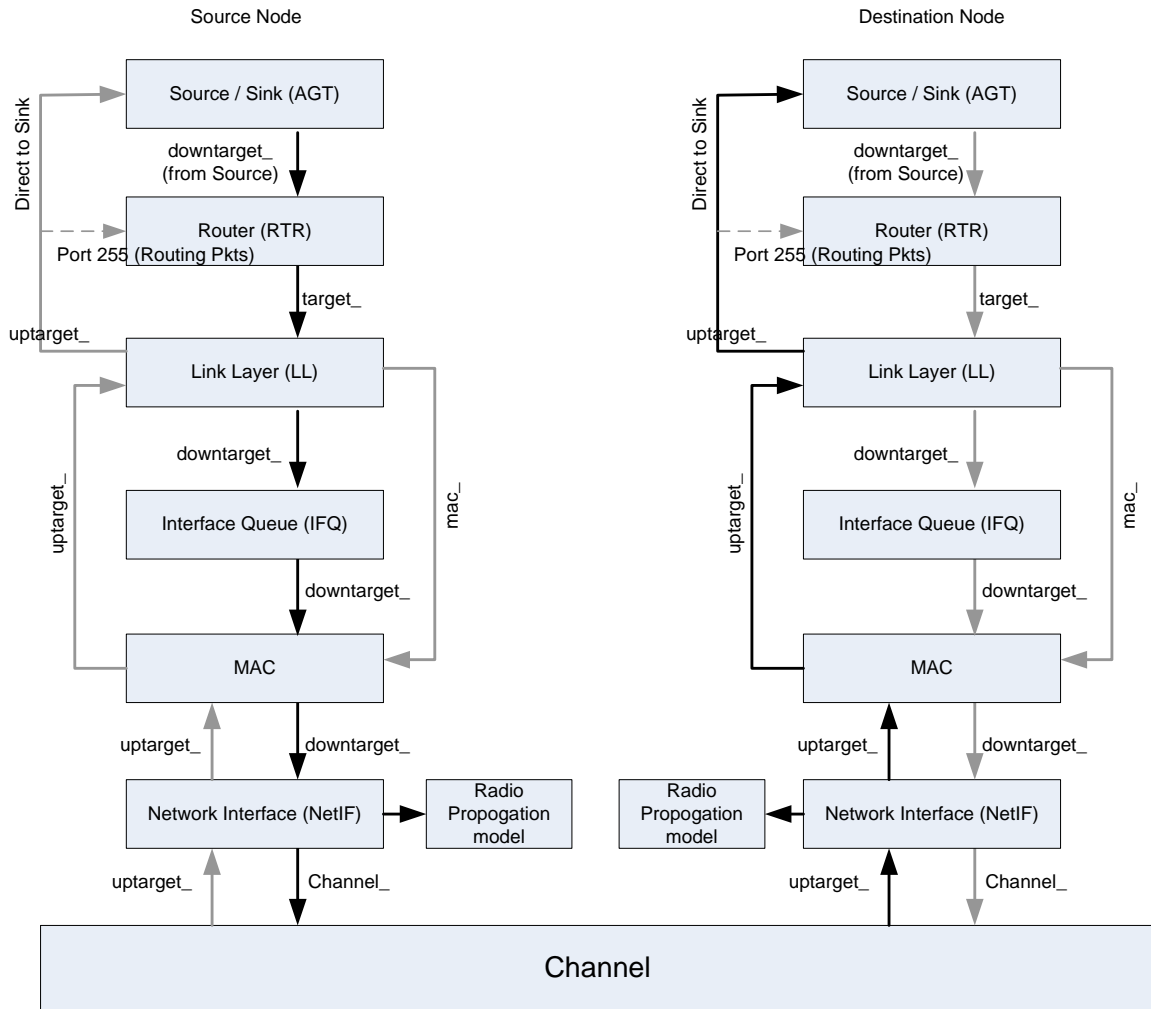 Source Node
Source / Sink (AGT)
downtarget_
(from Source)
Direct to Sink
Router (RTR)
Port 255 (Routing Pkts)
target_
uptarget_
Link Layer (LL)
downtarget_
uptarget_
mac_
Interface Queue (IFQ)
downtarget_
MAC
uptarget_
downtarget_
Network Interface (NetIF)
Radio
Propogation
model
uptarget_
Channel_
Destination Node
Source / Sink (AGT)
downtarget_
(from Source)
Direct to Sink
Router (RTR)
Port 255 (Routing Pkts)
target_
uptarget_
Link Layer (LL)
downtarget_
uptarget_
mac_
Interface Queue (IFQ)
downtarget_
MAC
uptarget_
downtarget_
Radio
Propogation
model
Network Interface (NetIF)
uptarget_
Channel_
Channel